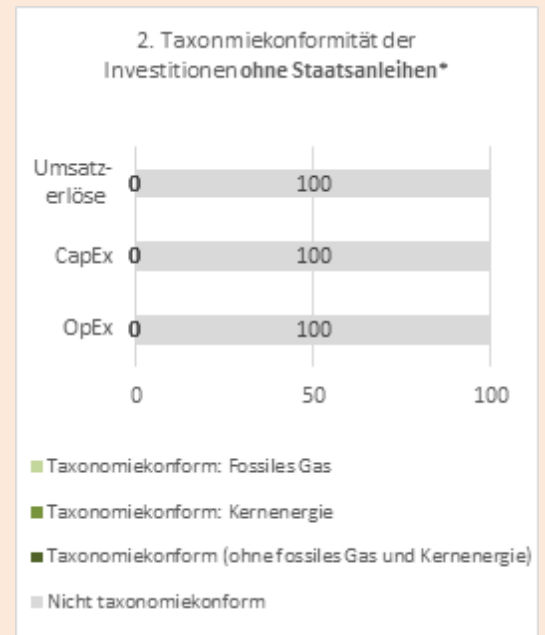 2. Taxonmiekonformität der
Investitionen ohne Staatsanleihen*
Umsatz-
erlöse
0 100
CapEx 0 100
OpEx 0 100
0 50 100
Taxonomiekonform: Fossiles Gas
Taxonomiekonform: Kernenergie
Taxonomiekonform (ohne fossiles Gas und Kernenergie)
Nicht taxonomiekonform